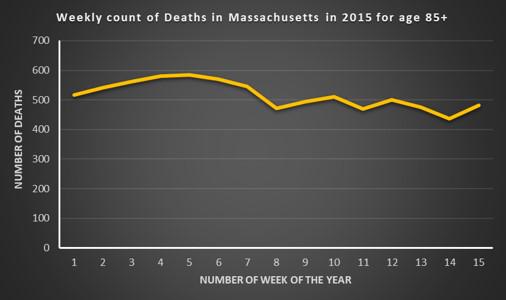 Weekly count of Deaths in Massachusetts in 2015 for age 85+
700
600
500
400
300
200
100
0
NUMBER OF DEATHS
1 2 3 4 5 6 7 8 9 10 11 12 13 14 15
NUMBER OF WEEK OF THE YEAR